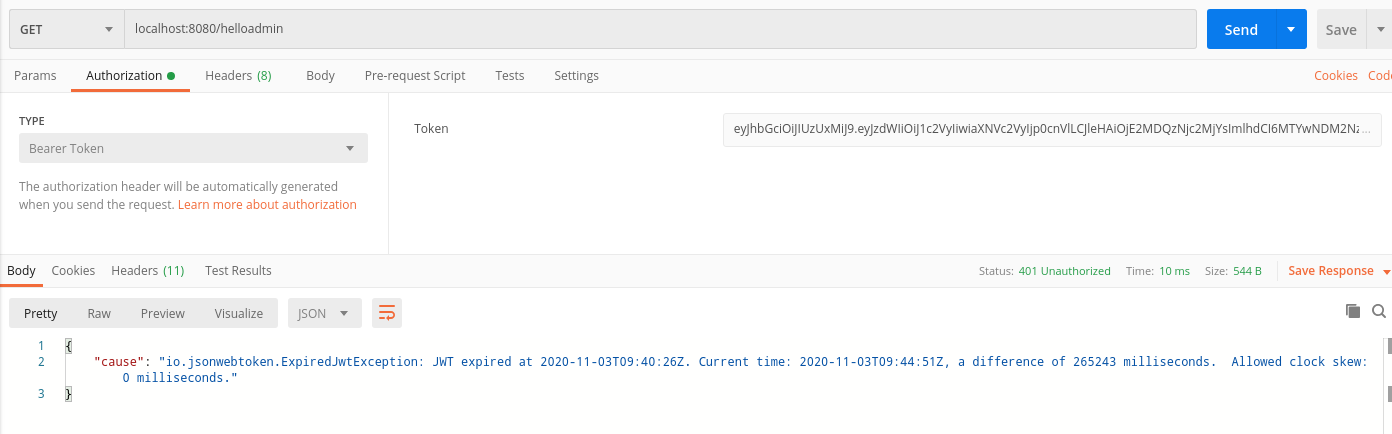 GET localhost:8080/helloadmin Send Save
Params Authorization Headers (8) Body Pre-request Script Tests Settings Cookies Code
TYPE
Bearer Token
The authorization header will be automatically generated
when you send the request. Learn more about authorization
Token eyJhbGciOiJIUzUxMiJ9.eyJzdWIiOiJ1c2VyIiwiaXNVc2VyIjp0cnVlLCJleHAiOjE2MDQzNjc2MjYsImlhdCI6MTYwNDM2Nz...
Body Cookies Headers (11) Test Results Status: 401 Unauthorized Time: 10 ms Size: 544 B Save Response
Pretty Raw Preview Visualize JSON
1 {
2 "cause": "io.jsonwebtoken.ExpiredJwtException: JWT expired at 2020-11-03T09:40:26Z. Current time: 2020-11-03T09:44:51Z, a difference of 265243 milliseconds.  Allowed clock skew:
0 milliseconds."
3 }